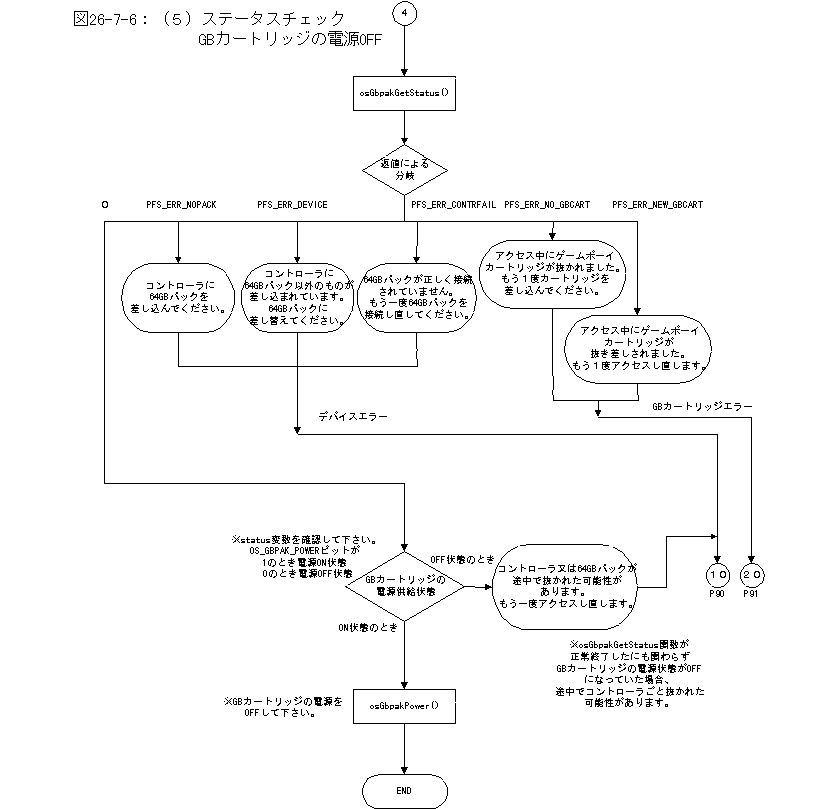 図26-7-6：（５）ステータスチェック
GBカートリッジの電源OFF
4
osGbpakGetStatus()
返値による
分岐
0
PFS_ERR_NOPACK
PFS_ERR_DEVICE
PFS_ERR_CONTRFAIL
PFS_ERR_NO_GBCART
PFS_ERR_NEW_GBCART
コントローラに
64GBパックを
差し込んでください。
コントローラに
64GBパック以外のものが
差し込まれています。
64GBパックに
差し替えてください。
64GBパックが正しく接続
されていません。
もう一度64GBパックを
接続し直してください。
アクセス中にゲームボーイ
カートリッジが抜かれました。
もう１度カートリッジを
差し込んでください。
アクセス中にゲームボーイ
カートリッジが
抜き差しされました。
もう１度アクセスし直します。
デバイスエラー
GBカートリッジエラー
※status変数を確認して下さい。
OS_GBPAK_POWERビットが
1のとき電源ON状態
0のとき電源OFF状態
GBカートリッジの
電源供給状態
OFF状態のとき
コントローラ又は64GBパックが
途中で抜かれた可能性が
あります。
もう一度アクセスし直します。
１０
P90
２０
P91
ON状態のとき
※osGbpakGetStatus関数が
正常終了したにも関わらず
GBカートリッジの電源状態がOFF
になっていた場合、
途中でコントローラごと抜かれた
可能性があります。
※GBカートリッジの電源を
OFFして下さい。
osGbpakPower()
END